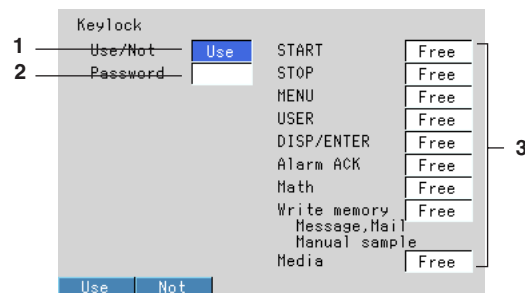 Keylock
1 Use/Not Use
2 Password
START Free
STOP Free
MENU Free
USER Free
DISP/ENTER Free
Alarm ACK Free
Math Free
Write memory Free
Message,Mail
Manual sample
Media Free
3
Use Not